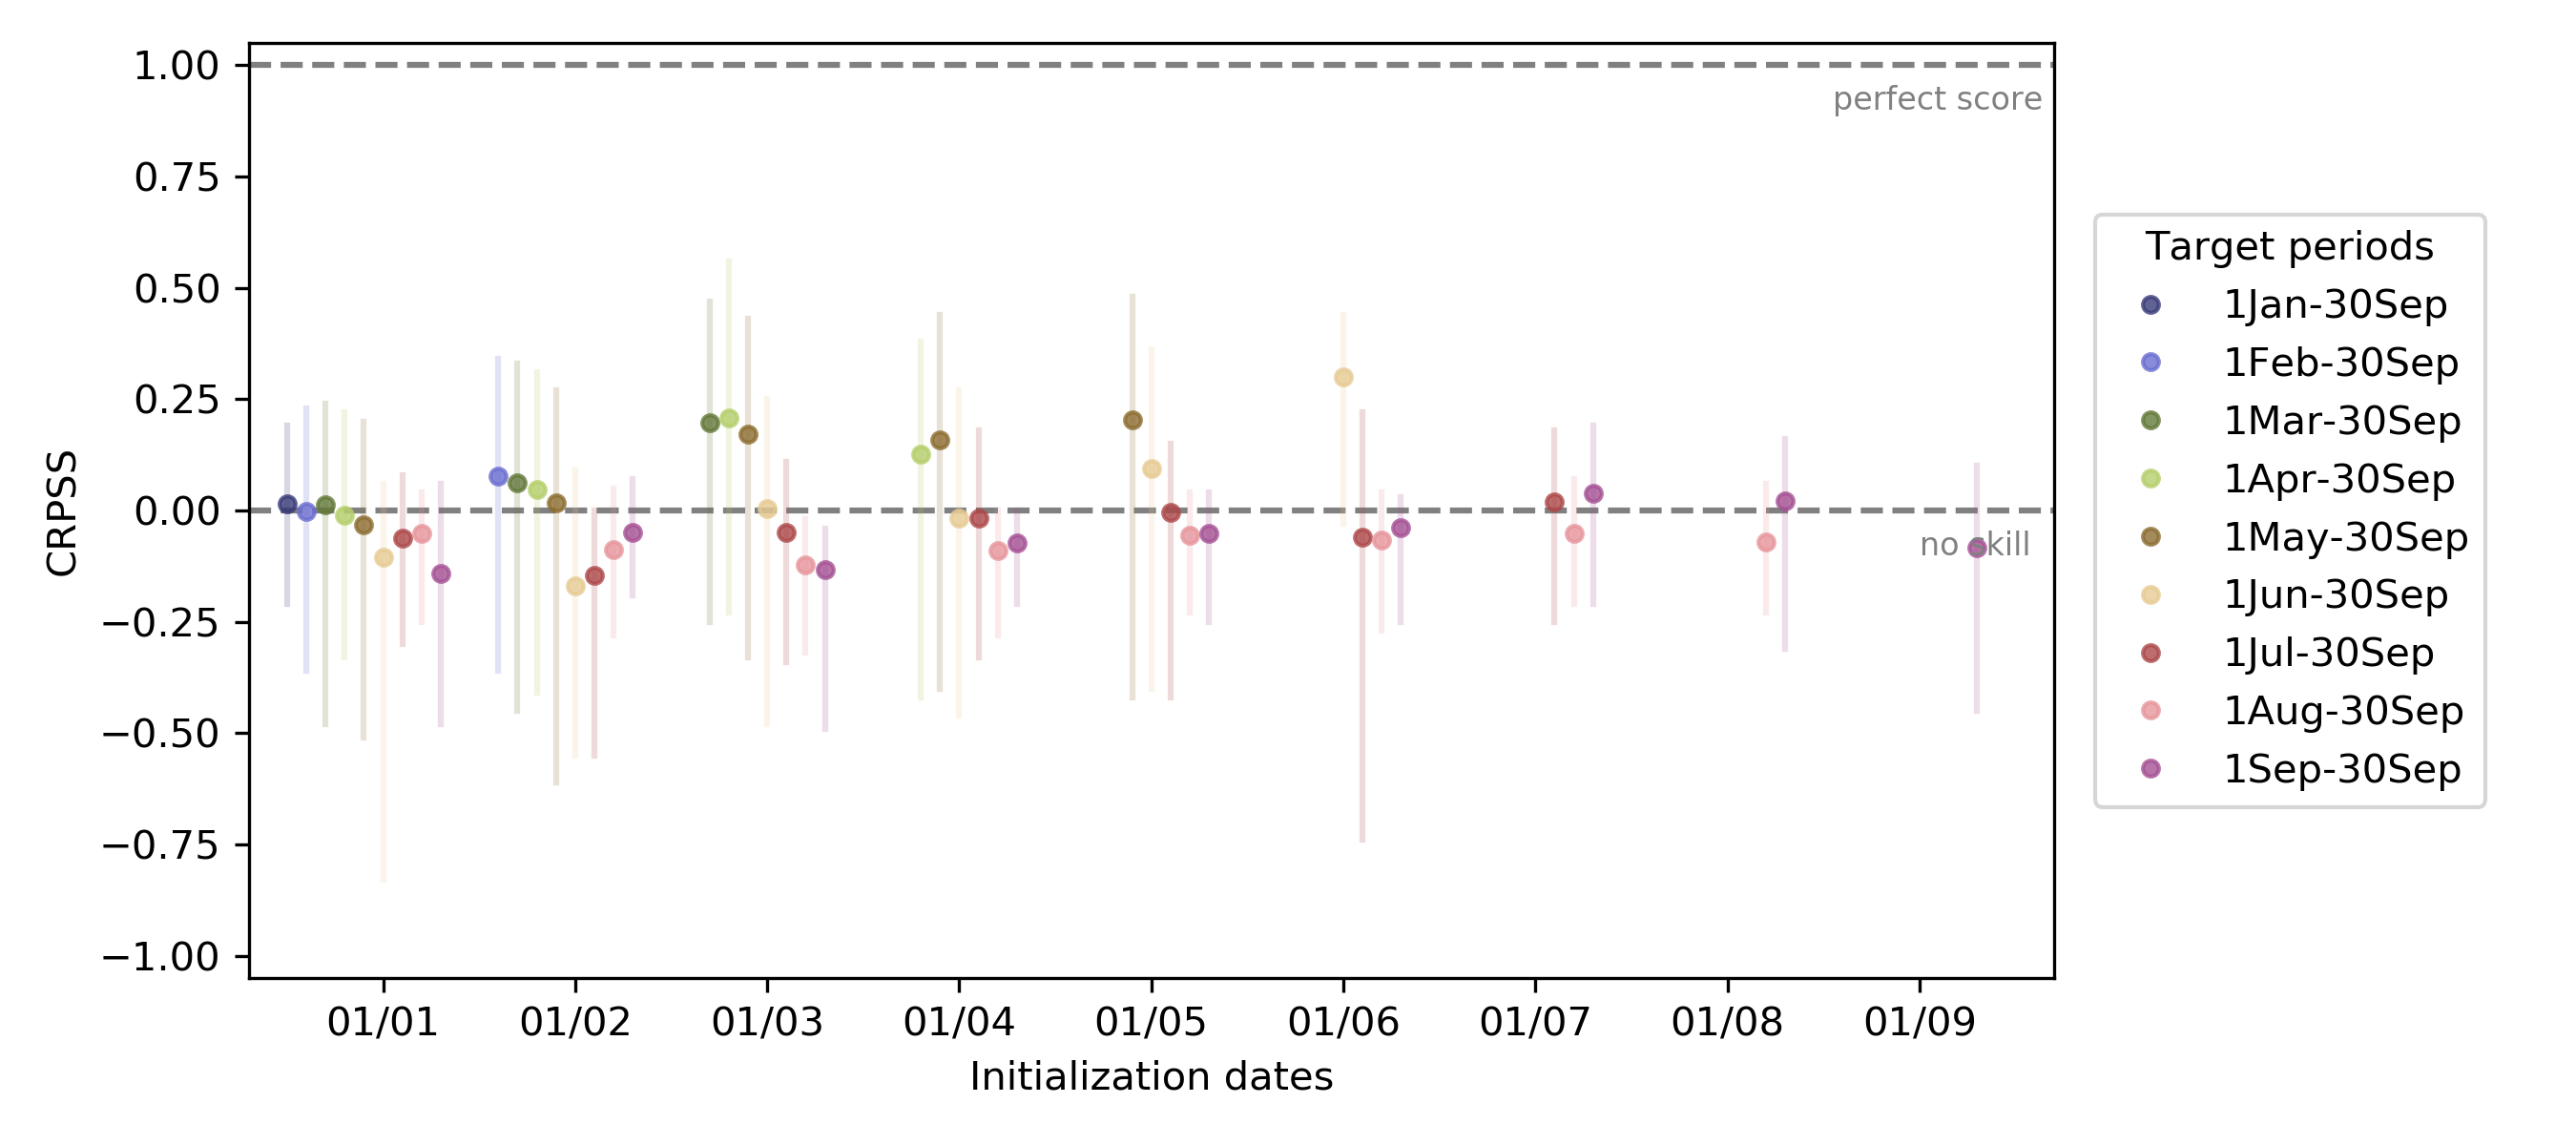 1.00
perfect score
0.75
0.50
0.25
0.00
no skill
−0.25
−0.50
−0.75
−1.00
CRPSS
01/01 01/02 01/03 01/04 01/05 01/06 01/07 01/08 01/09
Initialization dates
Target periods
1Jan-30Sep
1Feb-30Sep
1Mar-30Sep
1Apr-30Sep
1May-30Sep
1Jun-30Sep
1Jul-30Sep
1Aug-30Sep
1Sep-30Sep